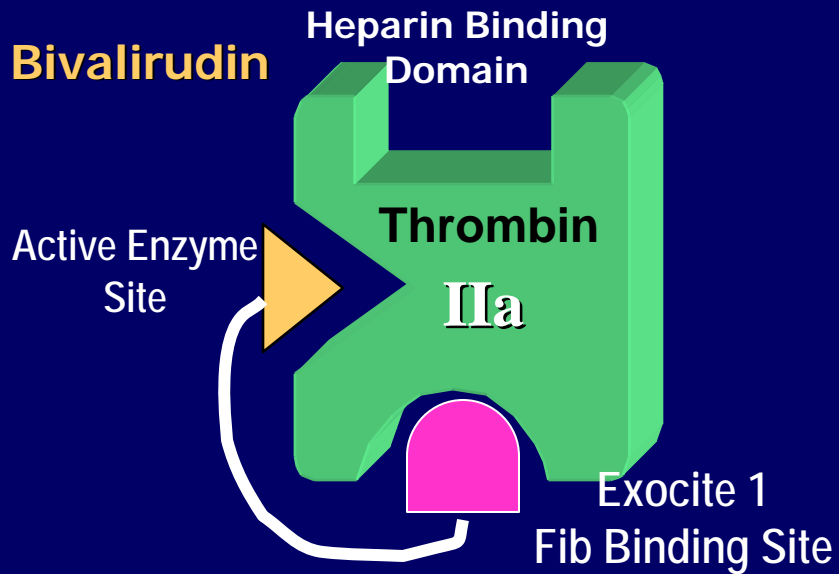 Bivalirudin
Heparin Binding
Domain
Active Enzyme
Site
Thrombin
IIa
Exocite 1
Fib Binding Site